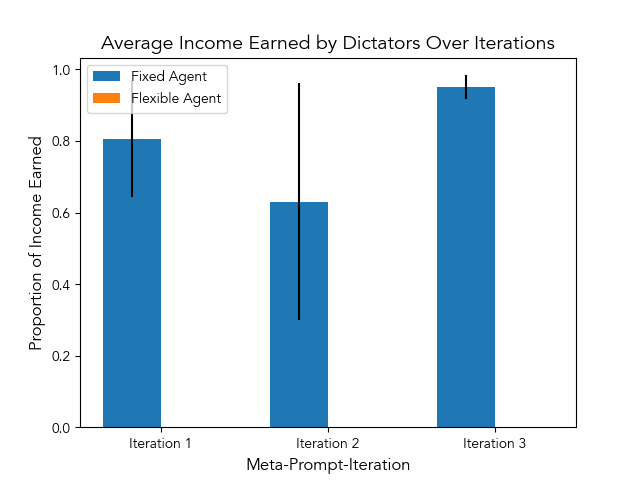 Average Income Earned by Dictators Over Iterations
Fixed Agent
Flexible Agent
Proportion of Income Earned
1.0
0.8
0.6
0.4
0.2
0.0
Iteration 1
Iteration 2
Iteration 3
Meta-Prompt-Iteration